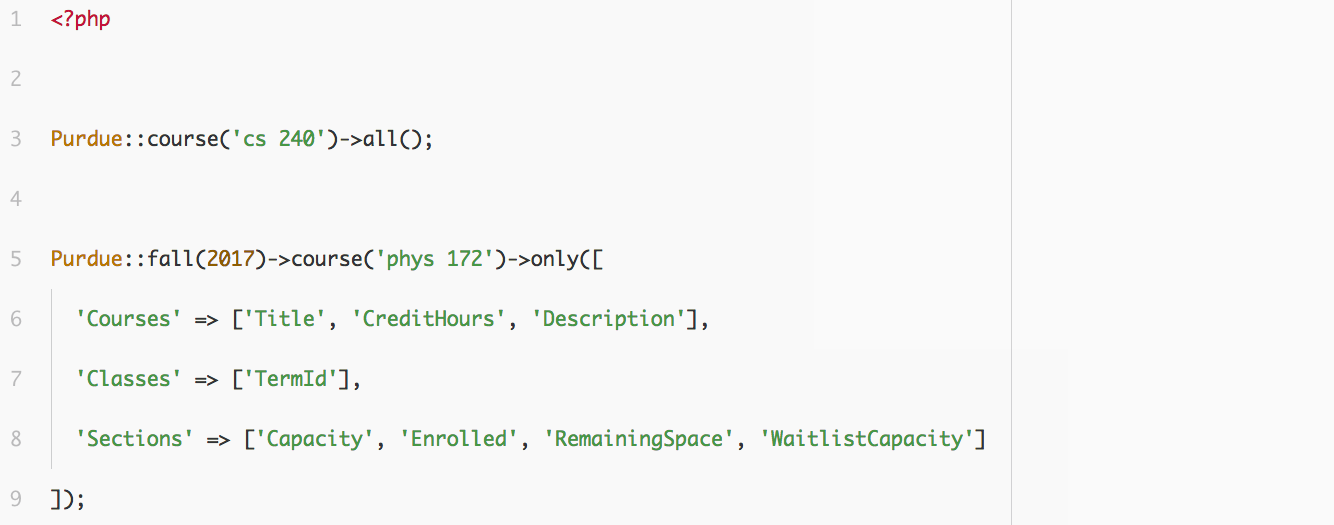 1 <?php
2
3 Purdue::course('cs 240')->all();
4
5 Purdue::fall(2017)->course('phys 172')->only([
6 'Courses' => ['Title', 'CreditHours', 'Description'],
7 'Classes' => ['TermId'],
8 'Sections' => ['Capacity', 'Enrolled', 'RemainingSpace', 'WaitlistCapacity']
9 ]);